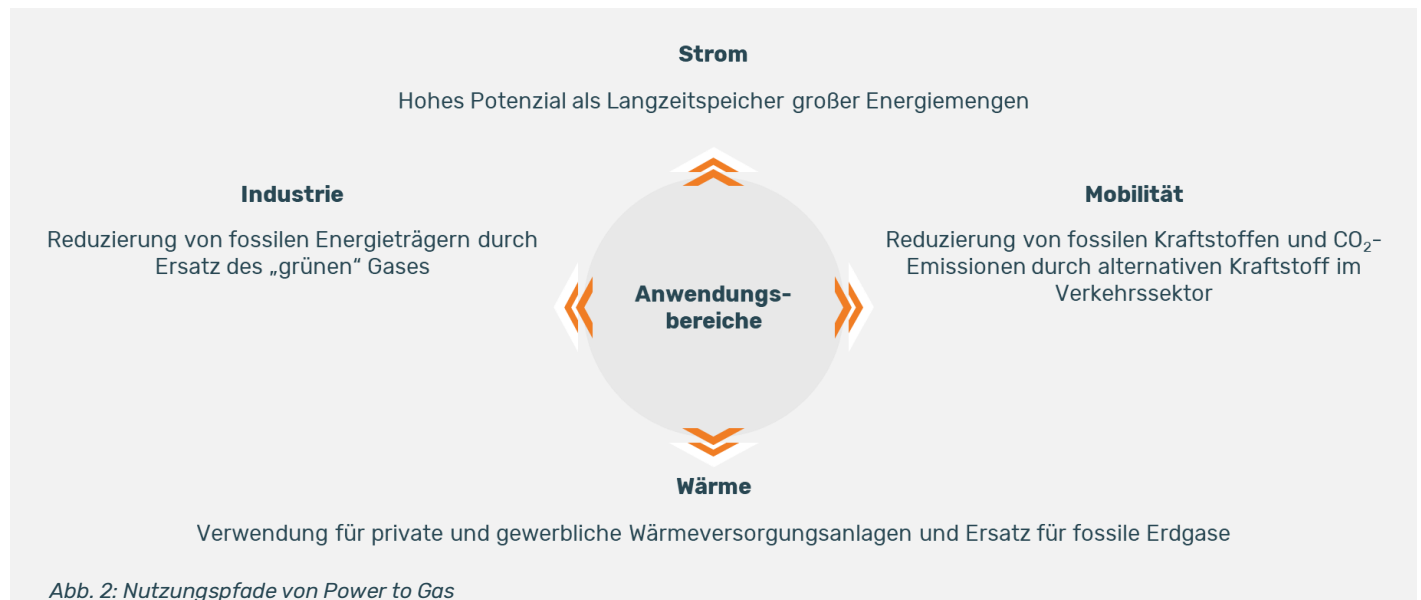 Strom
Hohes Potenzial als Langzeitspeicher großer Energiemengen
Industrie
Reduzierung von fossilen Energieträgern durch
Ersatz des „grünen“ Gases
Mobilität
Reduzierung von fossilen Kraftstoffen und CO₂-
Emissionen durch alternativen Kraftstoff im
Verkehrssektor
Anwendungs-
bereiche
Wärme
Verwendung für private und gewerbliche Wärmeversorgungsanlagen und Ersatz für fossile Erdgase
Abb. 2: Nutzungspfade von Power to Gas